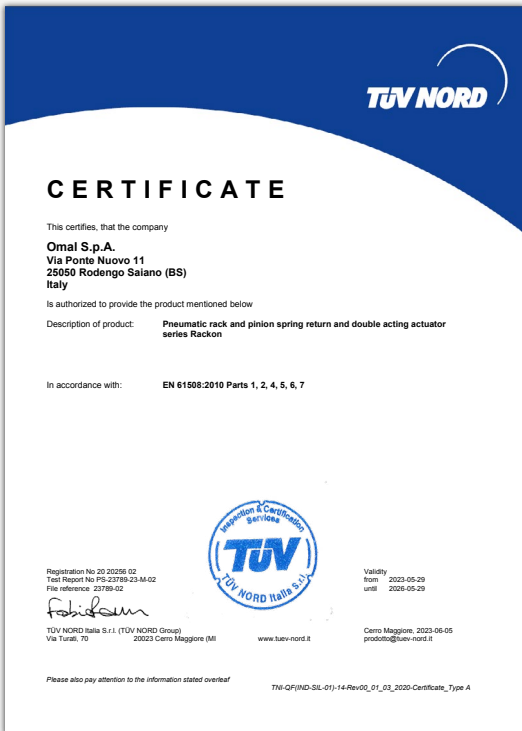 TÜV NORD
CERTIFICATE
This certifies, that the company
Omal S.p.A.
Via Ponte Nuovo 11
25050 Rodengo Saiano (BS)
Italy
Is authorized to provide the product mentioned below
Description of product: Pneumatic rack and pinion spring return and double acting actuator
series Rackon
In accordance with: EN 61508:2010 Parts 1, 2, 4, 5, 6, 7
Inspection & Certification
Services
TÜV
TÜV NORD Italia S.r.l.
Registration No 20 20256 02
Test Report No PS-23789-23-M-02
File reference 23789-02
Validity
from 2023-05-29
until 2026-05-29
TÜV NORD Italia S.r.l. (TÜV NORD Group)
Via Turati, 70 20023 Cerro Maggiore (MI
www.tuev-nord.it
Cerro Maggiore, 2023-06-05
prodotto@tuev-nord.it
Please also pay attention to the information stated overleaf
TNI-QF(IND-SIL-01)-14-Rev00_01_03_2020-Certificate_Type A